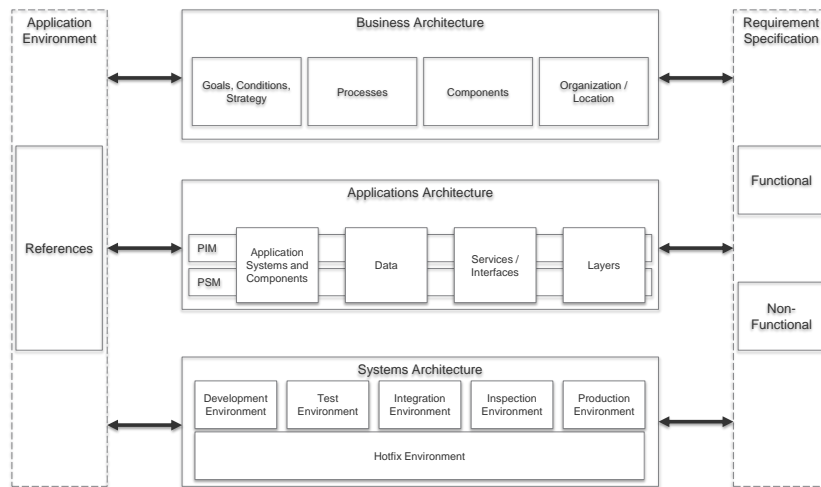 Application
Environment
References
Business Architecture
Goals, Conditions,
Strategy
Processes
Components
Organization /
Location
Applications Architecture
PIM
PSM
Application
Systems and
Components
Data
Services /
Interfaces
Layers
Systems Architecture
Development
Environment
Test
Environment
Integration
Environment
Inspection
Environment
Production
Environment
Hotfix Environment
Requirement
Specification
Functional
Non-
Functional